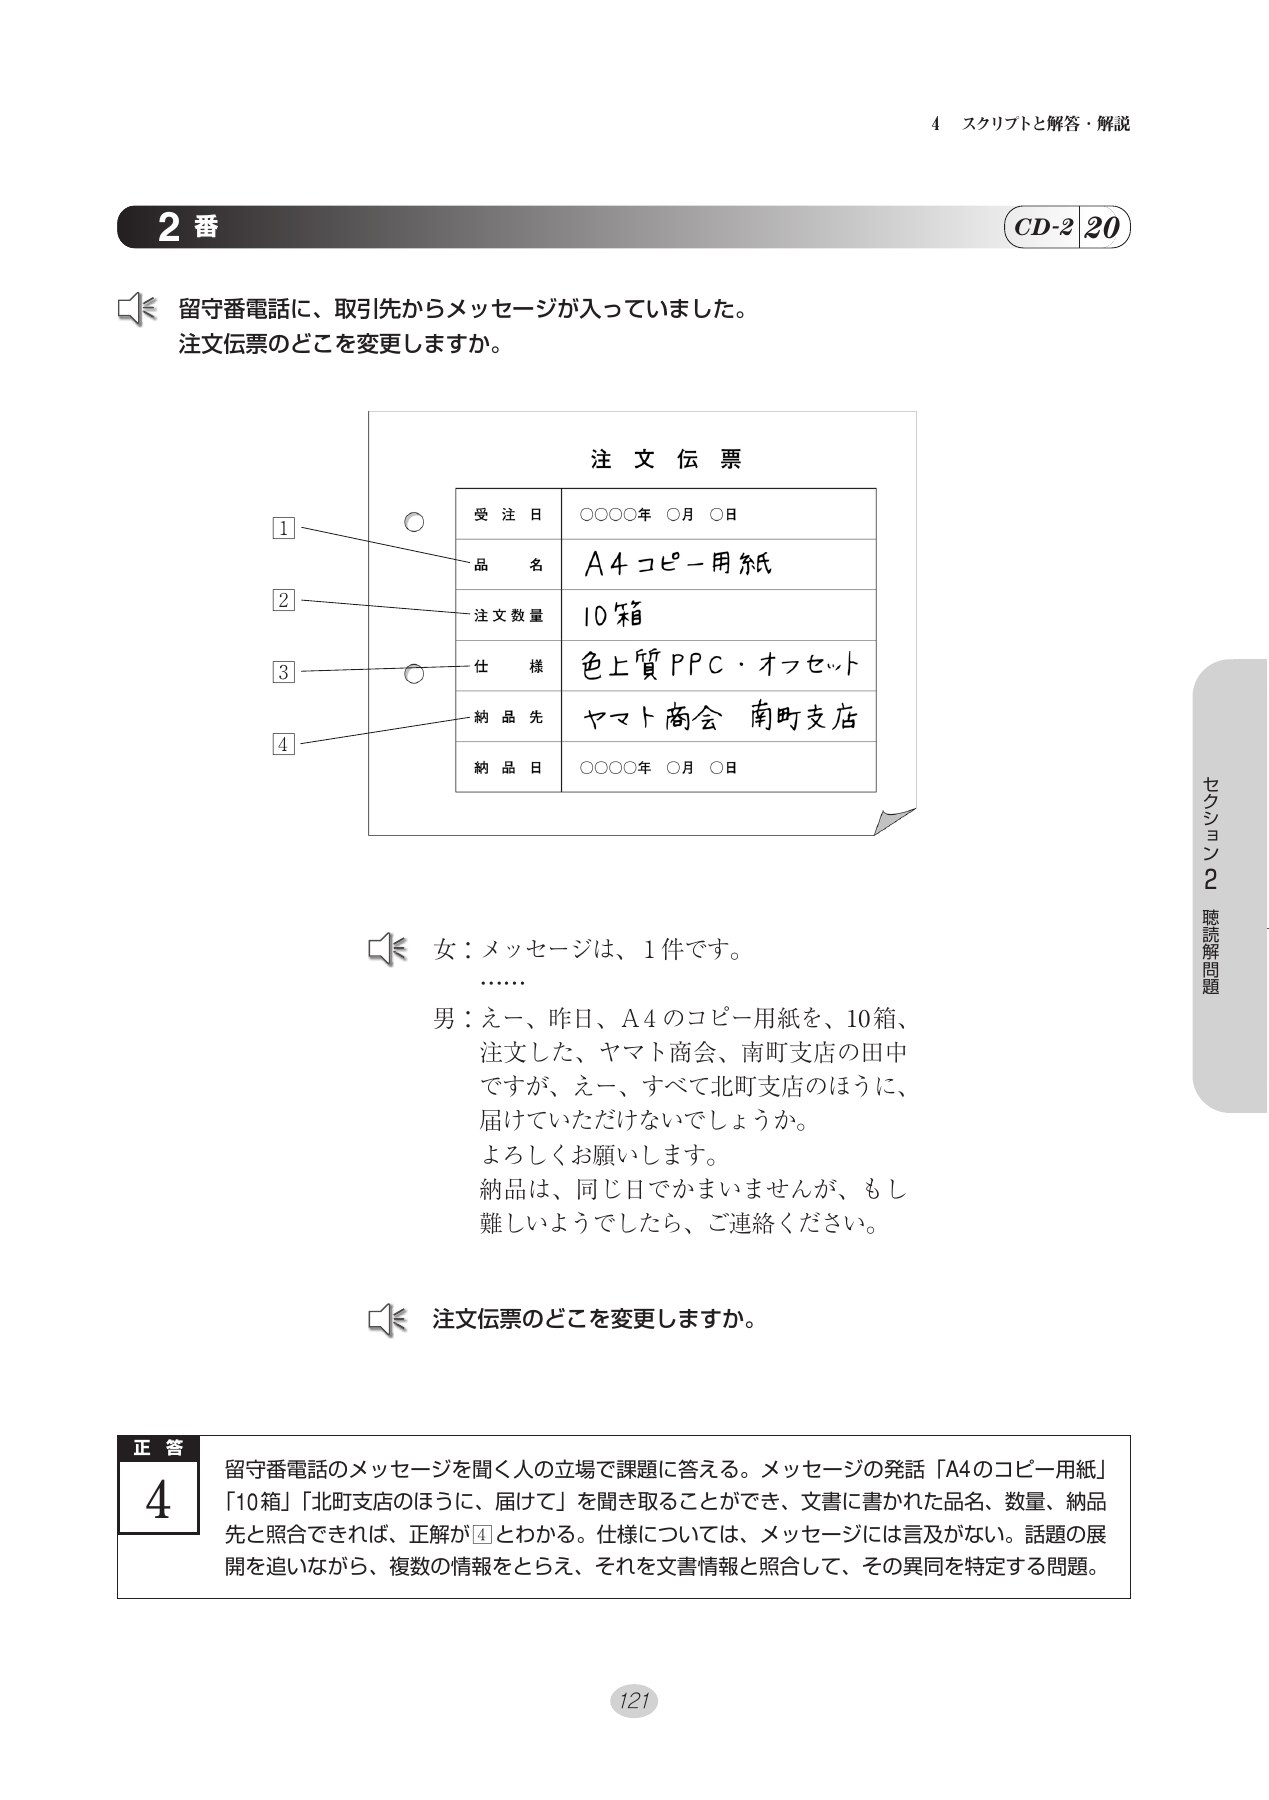 4　スクリプトと解答・解説
2 番
CD-2 20
留守番電話に、取引先からメッセージが入っていました。
注文伝票のどこを変更しますか。
注 文 伝 票
受 注 日　○○○○年　○月　○日
1 品 名　A4コピー用紙
2 注文数量　10箱
3 仕 様　色上質PPC・オフセット
4 納 品 先　ヤマト商会　南町支店
納 品 日　○○○○年　○月　○日
女：メッセージは、1件です。
……
男：えー、昨日、A4のコピー用紙を、10箱、
注文した、ヤマト商会、南町支店の田中
ですが、えー、すべて北町支店のほうに、
届けていただけないでしょうか。
よろしくお願いします。
納品は、同じ日でかまいませんが、もし
難しいようでしたら、ご連絡ください。
注文伝票のどこを変更しますか。
正 答
4
留守番電話のメッセージを聞く人の立場で課題に答える。メッセージの発話「A4のコピー用紙」
「10箱」「北町支店のほうに、届けて」を聞き取ることができ、文書に書かれた品名、数量、納品
先と照合できれば、正解が4とわかる。仕様については、メッセージには言及がない。話題の展
開を追いながら、複数の情報をとらえ、それを文書情報と照合して、その異同を特定する問題。
セクション2　聴読解問題
121